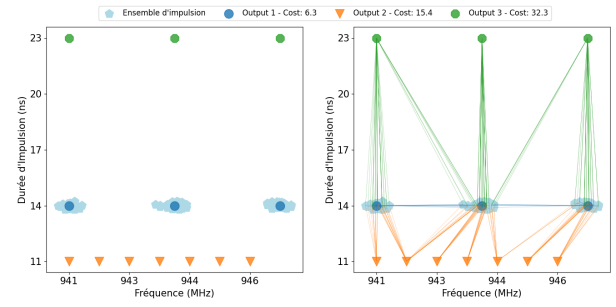 Ensemble d'impulsion Output 1 - Cost: 6.3 Output 2 - Cost: 15.4 Output 3 - Cost: 32.3
Durée d'Impulsion (ns)
23
20
17
14
11
941 943 944 946
Fréquence (MHz)
Durée d'Impulsion (ns)
23
20
17
14
11
941 943 944 946
Fréquence (MHz)